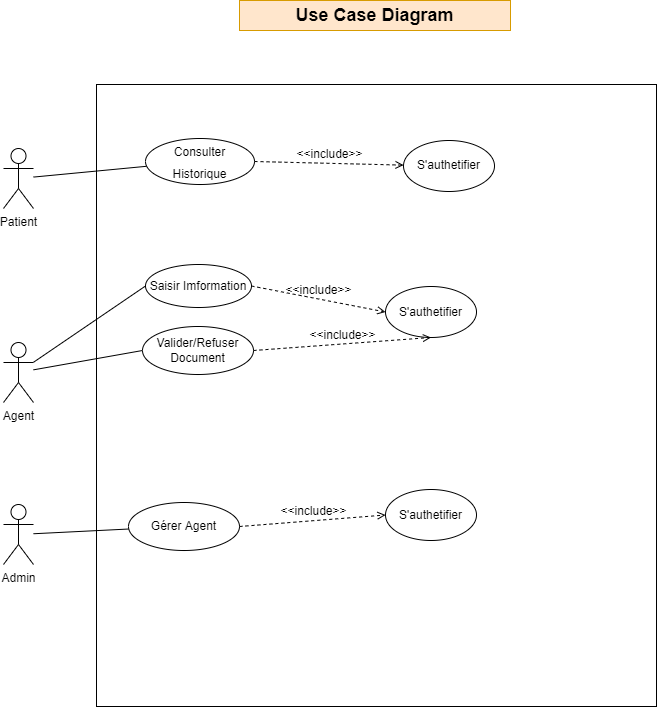 Use Case Diagram
Consulter
Historique
<<include>>
S'authetifier
Patient
Saisir Imformation
<<include>>
S'authetifier
Valider/Refuser
Document
<<include>>
Agent
Gérer Agent
<<include>>
S'authetifier
Admin